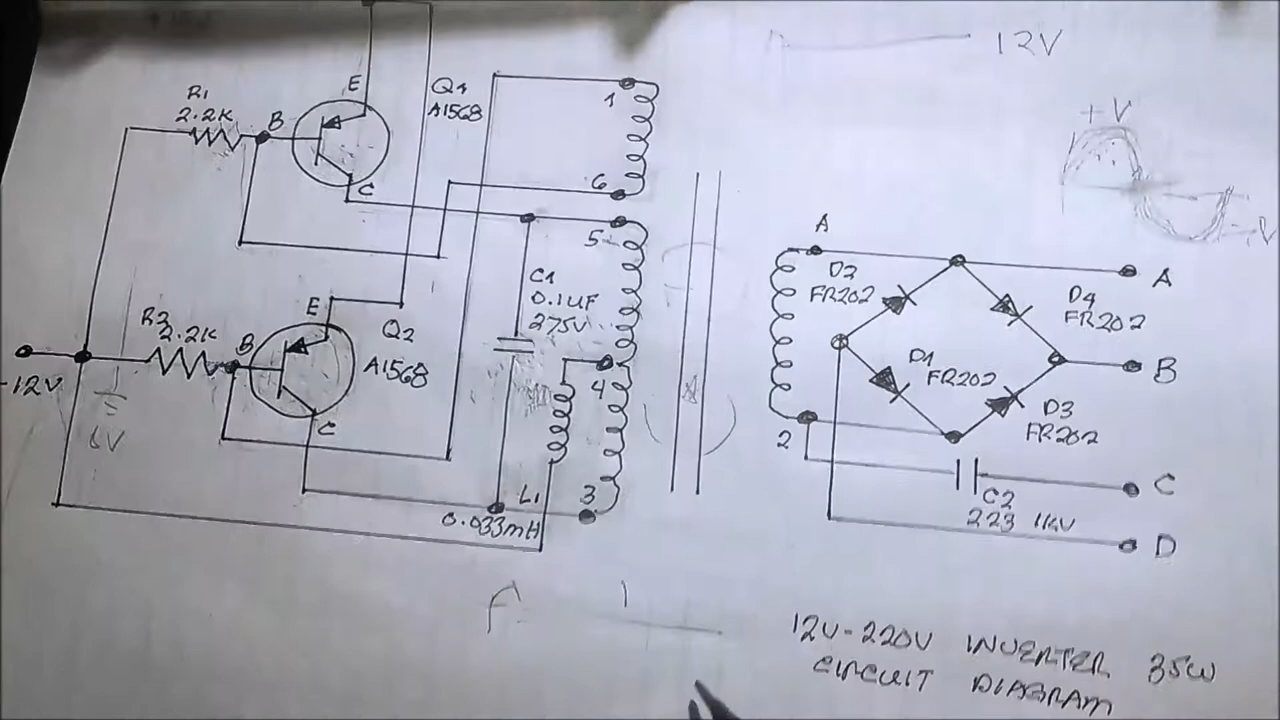 12V
+V
-V
E
Q1
A1568
R1
2.2K
B
C
1
6
5
4
3
C1
0.1UF
275V
E
Q2
A1568
R2
2.2K
B
C
-12V
6V
L1
0.033mH
A
2
D2
FR202
D4
FR202
D1
FR202
D3
FR202
A
B
C
D
C2
223 1KV
12V-220V INVERTER 35W
CIRCUIT DIAGRAM